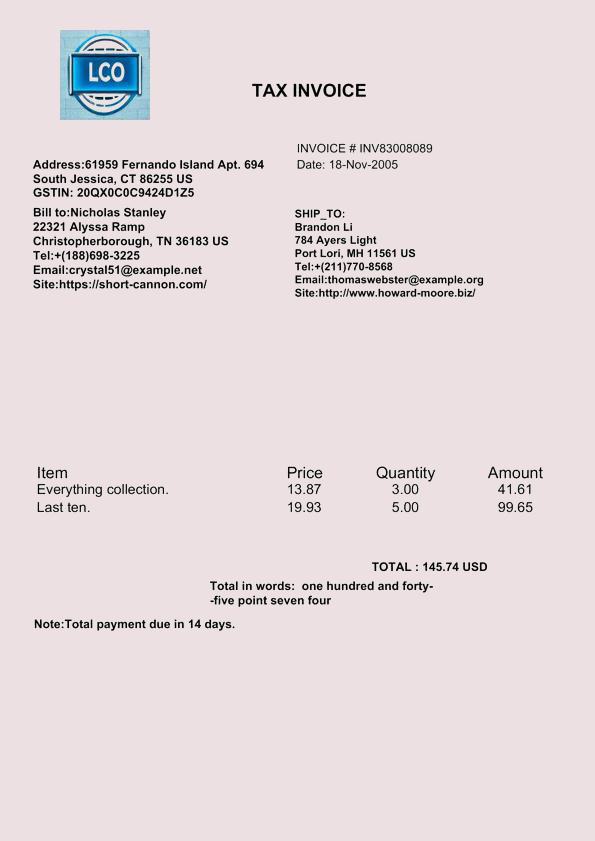 LCO
TAX INVOICE
INVOICE # INV83008089
Date: 18-Nov-2005
Address:61959 Fernando Island Apt. 694
South Jessica, CT 86255 US
GSTIN: 20QX0C0C9424D1Z5
Bill to:Nicholas Stanley
22321 Alyssa Ramp
Christopherborough, TN 36183 US
Tel:+(188)698-3225
Email:crystal51@example.net
Site:https://short-cannon.com/
SHIP_TO:
Brandon Li
784 Ayers Light
Port Lori, MH 11561 US
Tel:+(211)770-8568
Email:thomaswebster@example.org
Site:http://www.howard-moore.biz/
Item Price Quantity Amount
Everything collection. 13.87 3.00 41.61
Last ten. 19.93 5.00 99.65
TOTAL : 145.74 USD
Total in words: one hundred and forty-
-five point seven four
Note:Total payment due in 14 days.